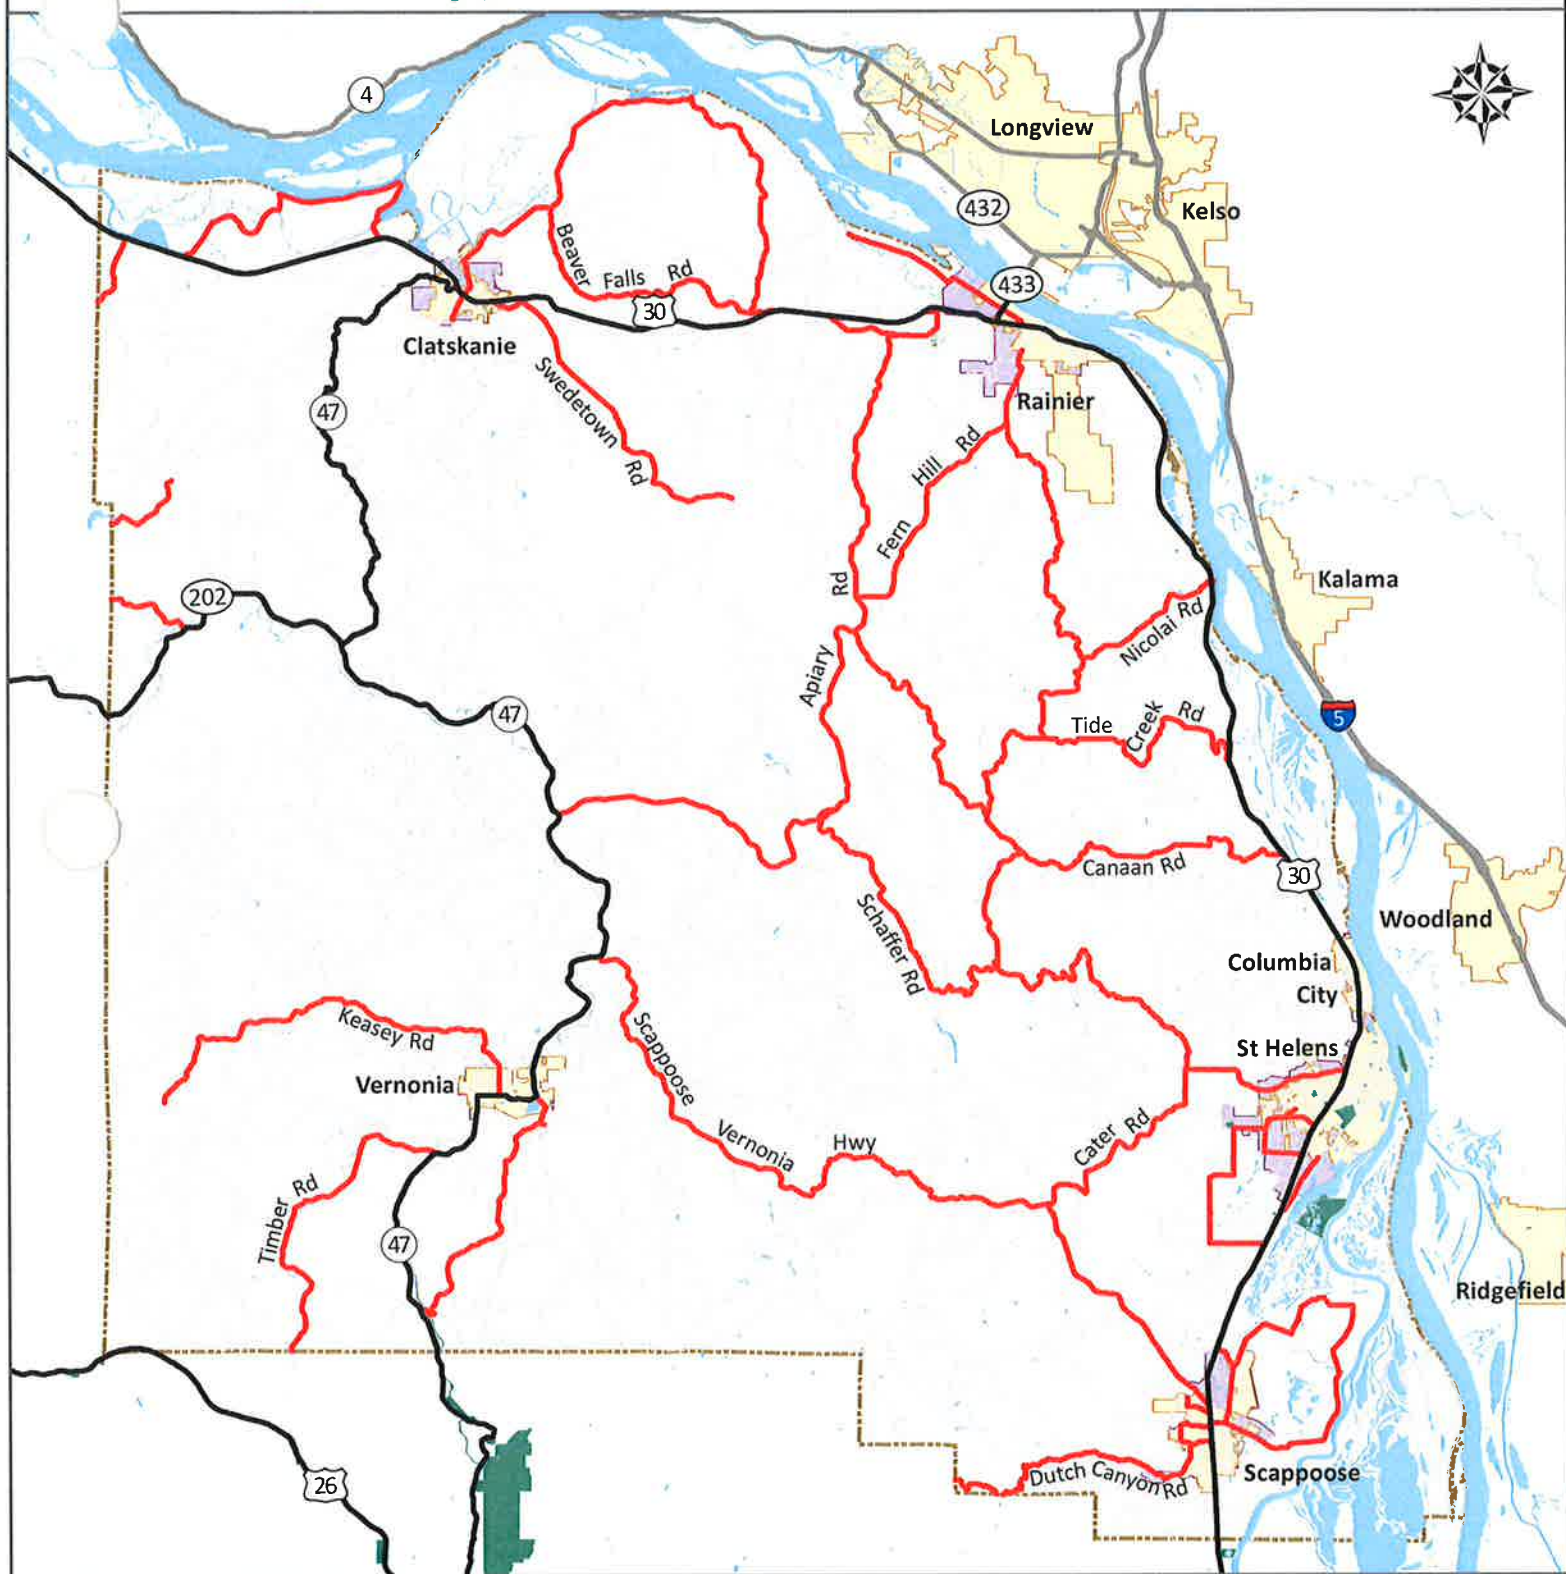 4
Longview
432
Kelso
Beaver
Falls Rd
433
30
Clatskanie
Swedetown
Rd
47
Rainier
Hill Rd
Fern
Rd
202
Kalama
Nicolai Rd
Apiary
47
Tide
Creek
Rd
5
Canaan Rd
30
Schaffer Rd
Woodland
Columbia
City
Keasey Rd
Scappoose
St Helens
Vernonia
Vernonia
Hwy
Cater Rd
Timber Rd
47
Ridgefield
Scappoose
Dutch Canyon Rd
26